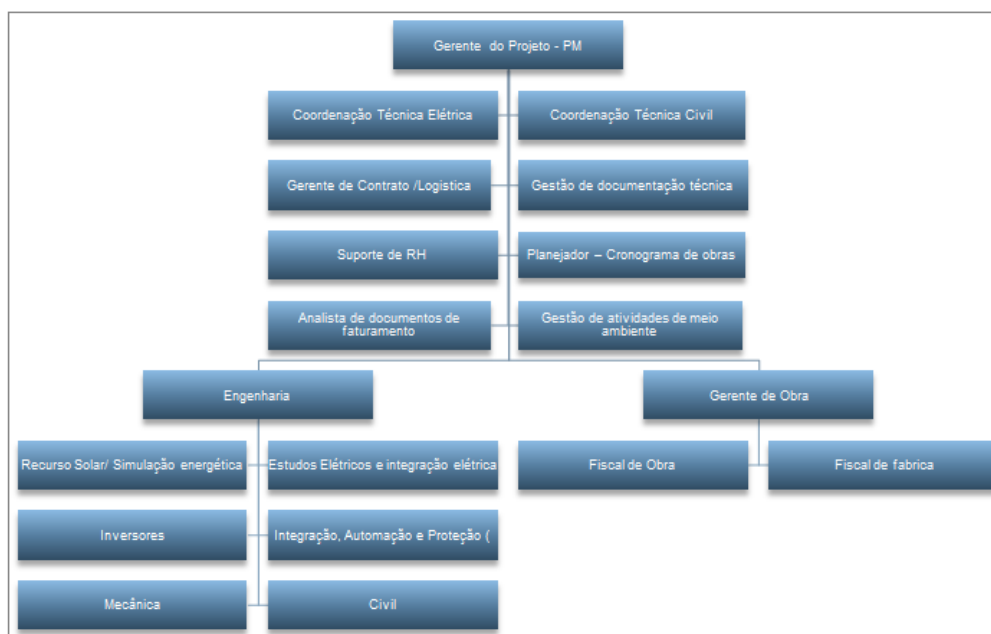 Gerente do Projeto - PM
Coordenação Técnica Elétrica
Coordenação Técnica Civil
Gerente de Contrato /Logistica
Gestão de documentação técnica
Suporte de RH
Planejador – Cronograma de obras
Analista de documentos de
faturamento
Gestão de atividades de meio
ambiente
Engenharia
Gerente de Obra
Recurso Solar/ Simulação energética
Estudos Elétricos e integração elétrica
Fiscal de Obra
Fiscal de fabrica
Inversores
Integração, Automação e Proteção (
Mecânica
Civil